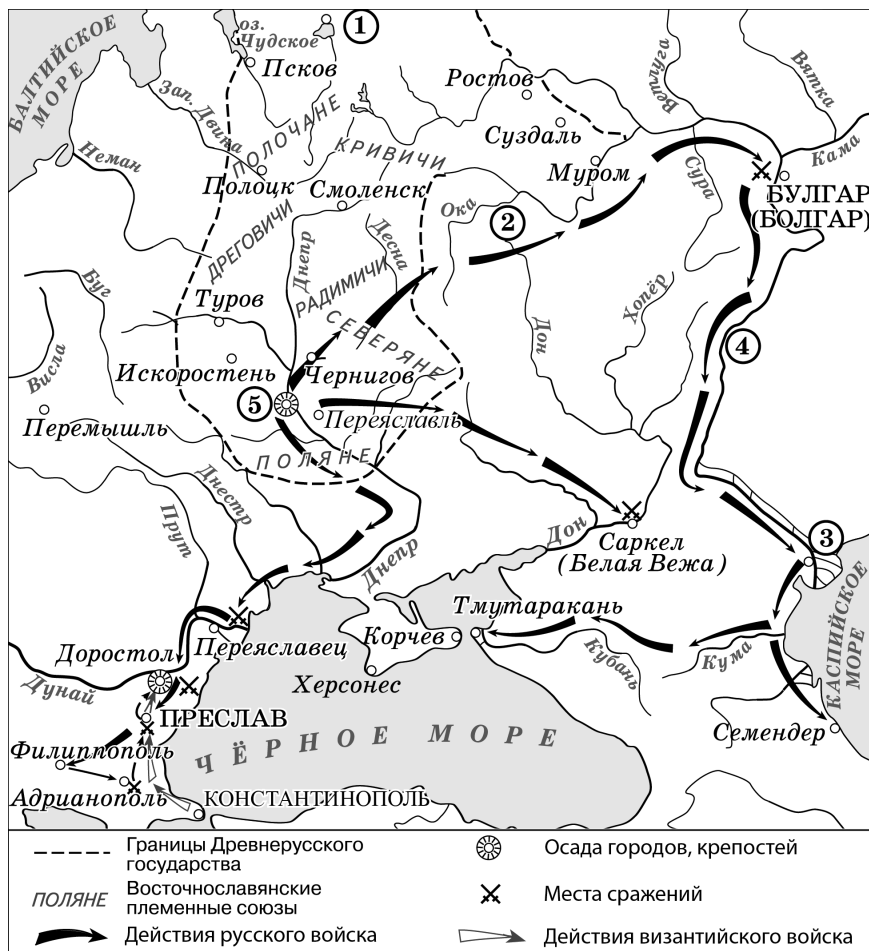 БАЛТИЙСКОЕ
МОРЕ
оз.
Чудское
1
Псков
Ростов
Ветлуга
Вятка
Зап. Двина
ПОЛОЧАНЕ
Суздаль
КРИВИЧИ
Кама
Неман
Полоцк
Смоленск
Муром
Сура
БУЛГАР
(БОЛГАР)
Ока
2
ДРЕГОВИЧИ
Днепр
Десна
РАДИМИЧИ
Буг
Туров
Хопёр
Дон
СЕВЕРЯНЕ
4
Висла
Искоростень
Чернигов
5
Переяславль
Перемышль
ПОЛЯНЕ
Днестр
Прут
Дон
Саркел
(Белая Вежа)
3
Днепр
КАСПИЙСКОЕ
МОРЕ
Тмутаракань
Переяславец
Корчев
Доростол
Кубань
Кума
Дунай
Херсонес
ПРЕСЛАВ
Семендер
ЧЁРНОЕ МОРЕ
Филиппополь
Адрианополь
КОНСТАНТИНОПОЛЬ
Границы Древнерусского
государства
Осада городов, крепостей
ПОЛЯНЕ
Восточнославянские
племенные союзы
Места сражений
Действия русского войска
Действия византийского войска